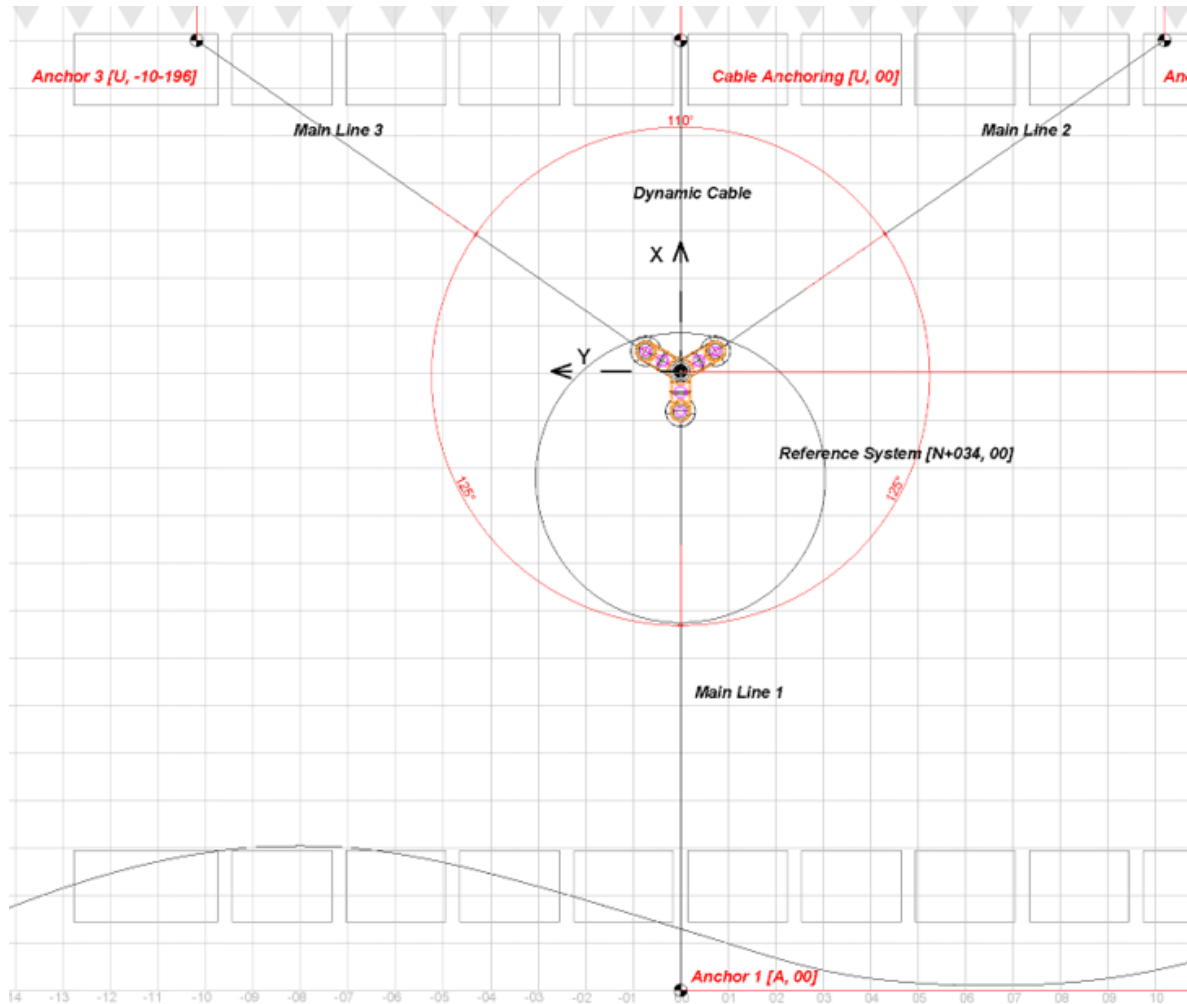 Anchor 3 [U, -10-196]
Cable Anchoring [U, 00]
Main Line 3
110°
Main Line 2
Dynamic Cable
X
Y
Reference System [N+034, 00]
125°
125°
Main Line 1
Anchor 1 [A, 00]
-13 -12 -11 -10 -09 -08 -07 -06 -05 -04 -03 -02 -01 00 01 02 03 04 05 06 07 08 09 10